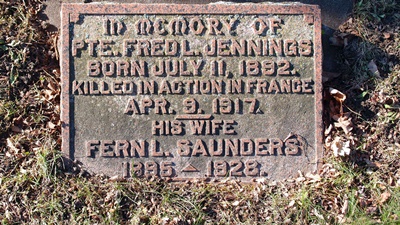 IN MEMORY OF
PTE. FRED L. JENNINGS
BORN JULY 11, 1892.
KILLED IN ACTION IN FRANCE
APR. 9, 1917.
HIS WIFE
FERN L. SAUNDERS
1895 - 1928.